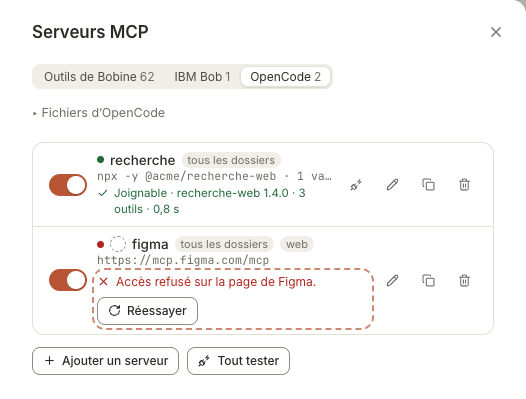 Serveurs MCP
Outils de Bobine 62 IBM Bob 1 OpenCode 2
▸ Fichiers d’OpenCode
recherche tous les dossiers
npx -y @acme/recherche-web · 1 va…
✓ Joignable · recherche-web 1.4.0 · 3
outils · 0,8 s
figma tous les dossiers web
https://mcp.figma.com/mcp
✕ Accès refusé sur la page de Figma.
Réessayer
+ Ajouter un serveur Tout tester